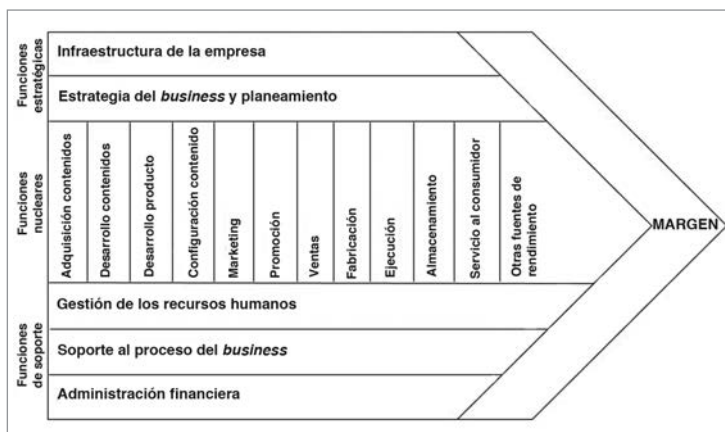 Funciones
estratégicas
Infraestructura de la empresa
Estrategia del business y planeamiento
Funciones
nucleares
Adquisición contenidos
Desarrollo contenidos
Desarrollo producto
Configuración contenido
Marketing
Promoción
Ventas
Fabricación
Ejecución
Almacenamiento
Servicio al consumidor
Otras fuentes de
rendimiento
MARGEN
Funciones
de soporte
Gestión de los recursos humanos
Soporte al proceso del business
Administración financiera